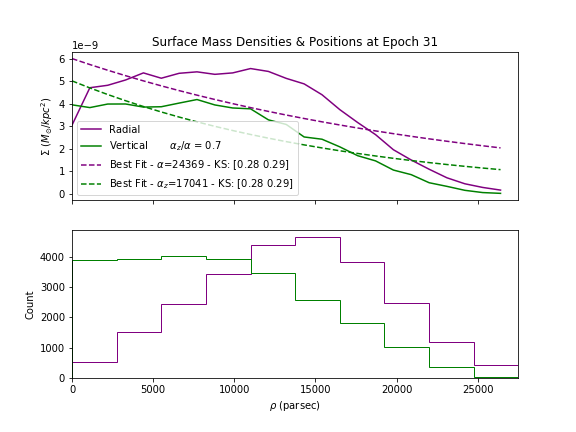 Surface Mass Densities & Positions at Epoch 31
1e−9
6
5
4
3
2
1
0
Σ (M⊙/kpc²)
Radial
Vertical α_z/α = 0.7
Best Fit - α=24369 - KS: [0.28 0.29]
Best Fit - α_z=17041 - KS: [0.28 0.29]
4000
3000
2000
1000
0
Count
0 5000 10000 15000 20000 25000
ρ (parsec)